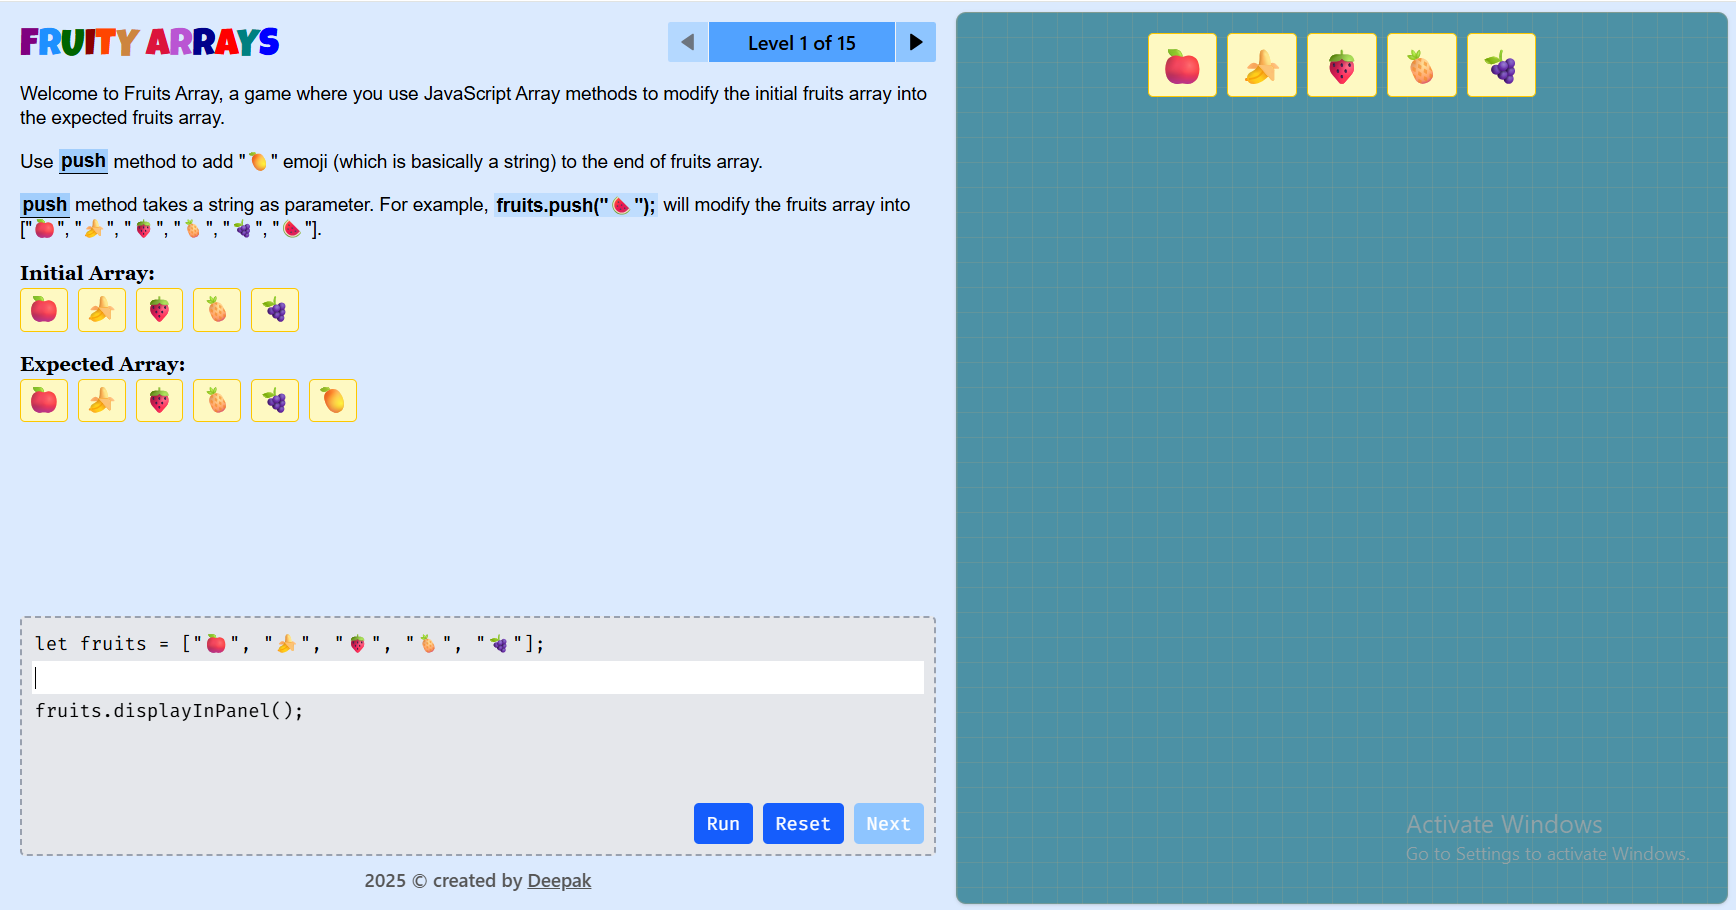 FRUITY ARRAYS
Level 1 of 15
Welcome to Fruits Array, a game where you use JavaScript Array methods to modify the initial fruits array into
the expected fruits array.
Use push method to add "🥭" emoji (which is basically a string) to the end of fruits array.
push method takes a string as parameter. For example, fruits.push("🍉"); will modify the fruits array into
["🍎", "🍌", "🍓", "🍍", "🍇", "🍉"].
Initial Array:
🍎 🍌 🍓 🍍 🍇
Expected Array:
🍎 🍌 🍓 🍍 🍇 🥭
let fruits = ["🍎", "🍌", "🍓", "🍍", "🍇"];
fruits.displayInPanel();
Run Reset Next
2025 © created by Deepak
🍎 🍌 🍓 🍍 🍇
Activate Windows
Go to Settings to activate Windows.